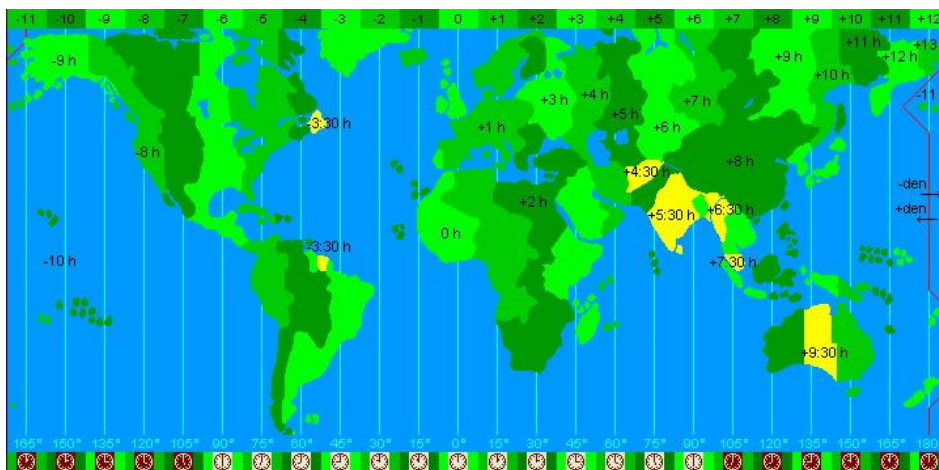 -11 -10 -9 -8 -7 -6 -5 -4 -3 -2 -1 0 +1 +2 +3 +4 +5 +6 +7 +8 +9 +10 +11 +12
+11 h +13
-9 h +9 h +12 h
+10 h
-11
+3 h +4 h +7 h
+5 h
-3:30 h +1 h +6 h
-8 h +8 h
+4:30 h
-den
+2 h +5:30 h +6:30 h +den
0 h
-3:30 h
-10 h +7:30 h
+9:30 h
165° 150° 135° 120° 105° 90° 75° 60° 45° 30° 15° 0° 15° 30° 45° 60° 75° 90° 105° 120° 135° 150° 165° 180